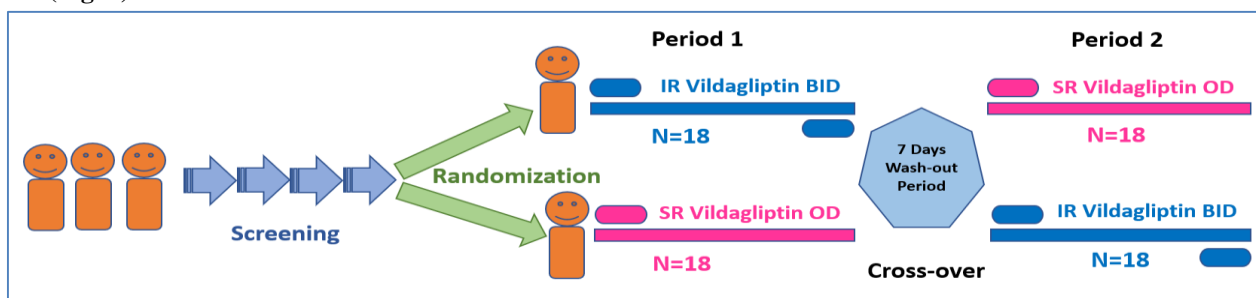 Period 1
Period 2
IR Vildagliptin BID
SR Vildagliptin OD
N=18
N=18
7 Days
Wash-out
Period
Randomization
Screening
SR Vildagliptin OD
IR Vildagliptin BID
N=18
N=18
Cross-over